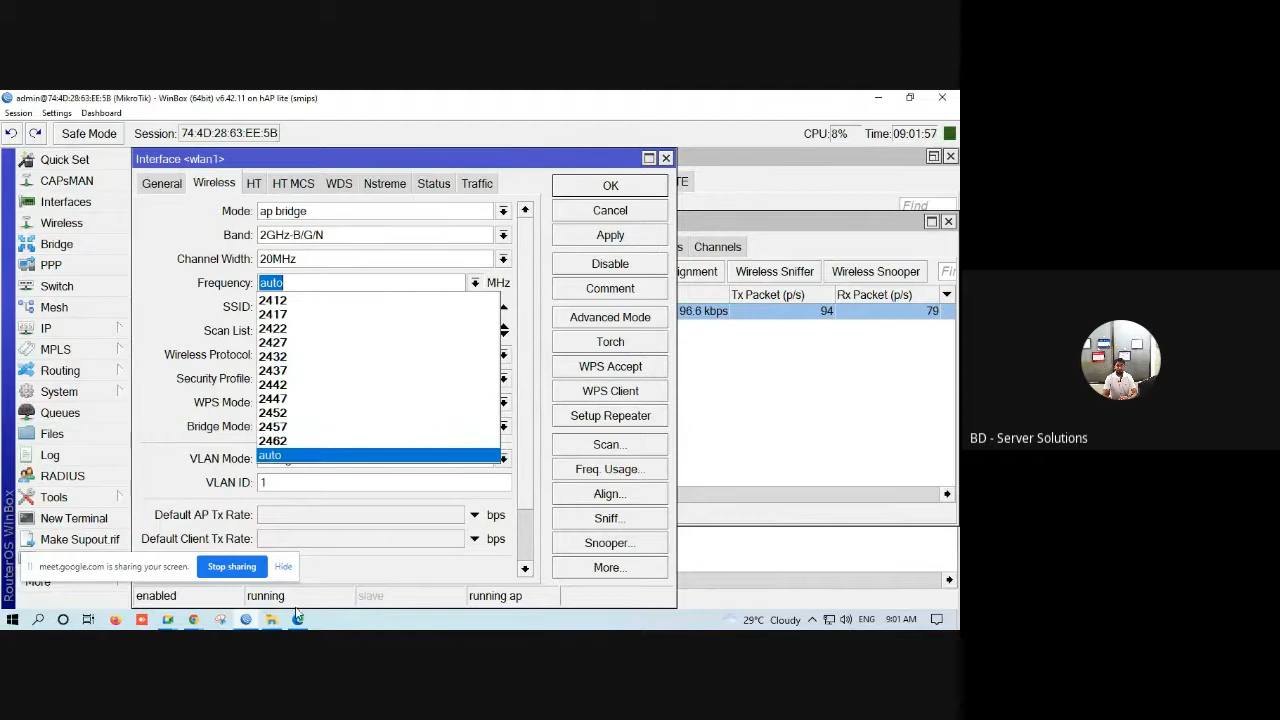 admin@74:4D:28:63:EE:5B (MikroTik) - WinBox (64bit) v6.42.11 on hAP lite (smips)
Session Settings Dashboard
Safe Mode Session: 74:4D:28:63:EE:5B CPU: 8% Time: 09:01:57
Quick Set
CAPsMAN
Interfaces
Wireless
Bridge
PPP
Switch
Mesh
IP
MPLS
Routing
System
Queues
Files
Log
RADIUS
Tools
New Terminal
Make Supout.rif
More
RouterOS WinBox
Interface <wlan1>
General Wireless HT HT MCS WDS Nstreme Status Traffic
Mode: ap bridge
Band: 2GHz-B/G/N
Channel Width: 20MHz
Frequency: auto MHz
2412
2417
2422
2427
2432
2437
2442
2447
2452
2457
2462
auto
SSID:
Scan List:
Wireless Protocol:
Security Profile:
WPS Mode:
Bridge Mode:
VLAN Mode:
VLAN ID: 1
Default AP Tx Rate: bps
Default Client Tx Rate: bps
OK
Cancel
Apply
Disable
Comment
Advanced Mode
Torch
WPS Accept
WPS Client
Setup Repeater
Scan...
Freq. Usage...
Align...
Sniff...
Snooper...
More...
enabled running slave running ap
TE
Find
s Channels
ignment Wireless Sniffer Wireless Snooper Fin
Tx Packet (p/s) Rx Packet (p/s)
96.6 kbps 94 79
meet.google.com is sharing your screen. Stop sharing Hide
29°C Cloudy ENG 9:01 AM
BD - Server Solutions